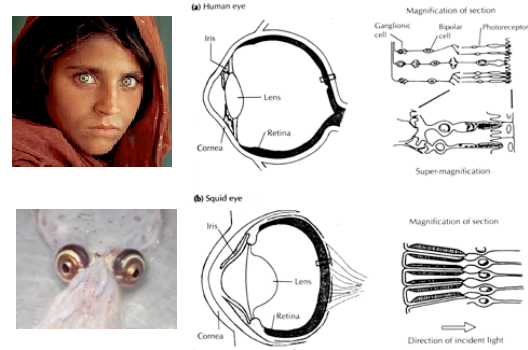 (a) Human eye
Iris
Lens
Retina
Cornea
Magnification of section
Ganglionic cell
Bipolar cell
Photoreceptor
Super-magnification
(b) Squid eye
Iris
Lens
Retina
Cornea
Magnification of section
Direction of incident light